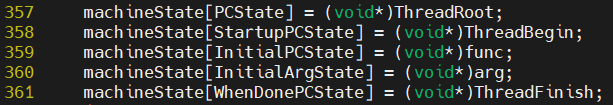 357 machineState[PCState] = (void*)ThreadRoot;
358 machineState[StartupPCState] = (void*)ThreadBegin;
359 machineState[InitialPCState] = (void*)func;
360 machineState[InitialArgState] = (void*)arg;
361 machineState[WhenDonePCState] = (void*)ThreadFinish;